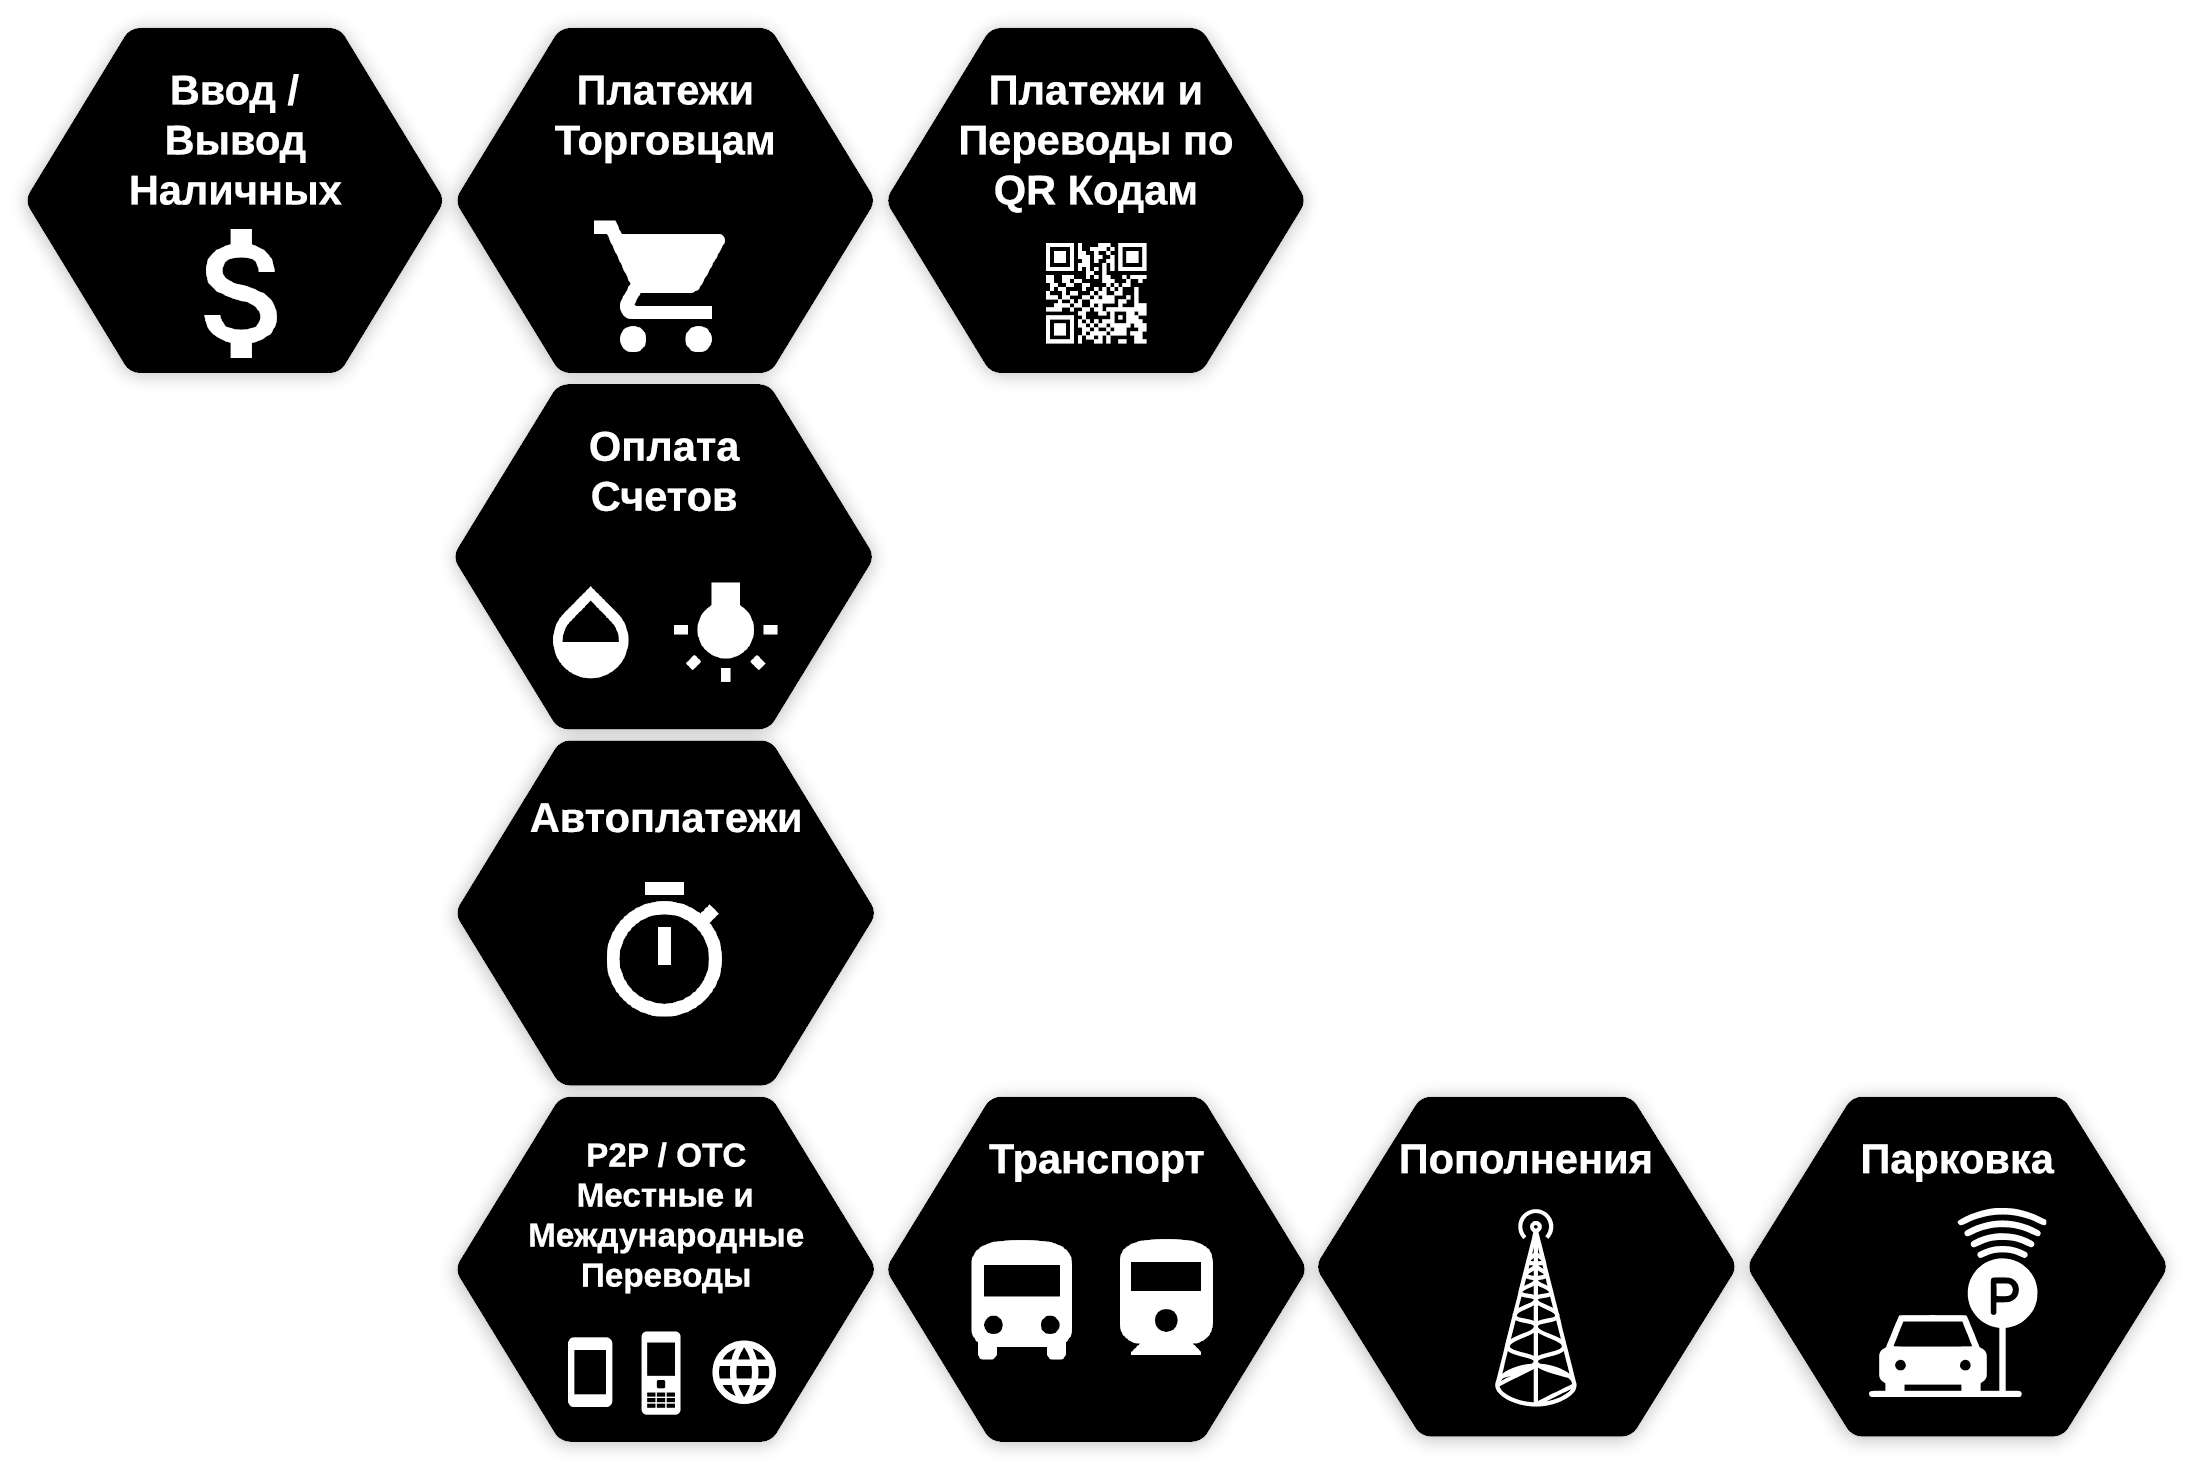 Ввод /
Вывод
Наличных
Платежи
Торговцам
Платежи и
Переводы по
QR Кодам
Оплата
Счетов
Автоплатежи
P2P / OTC
Местные и
Международные
Переводы
Транспорт
Пополнения
Парковка
P